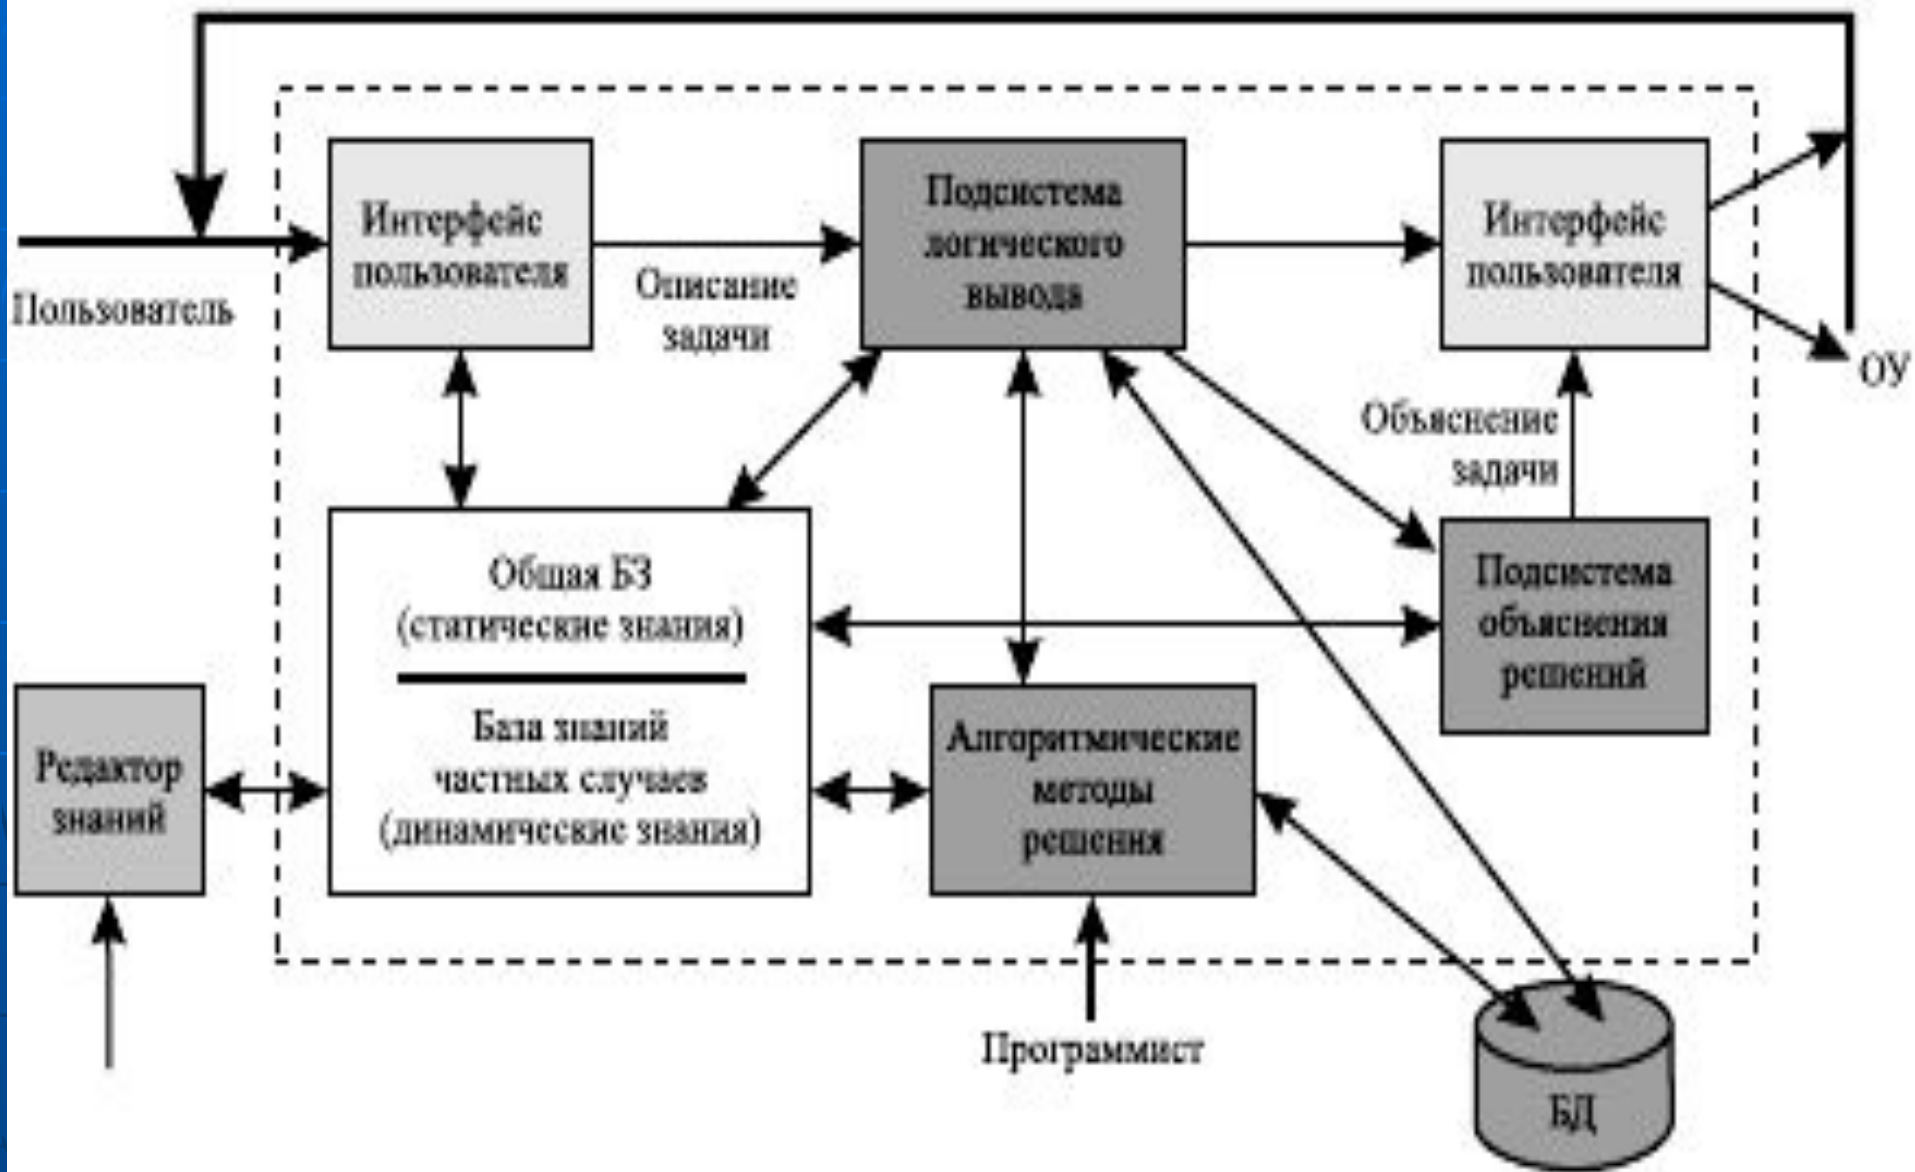 Интерфейс
пользователя
Подсистема
логического
вывода
Интерфейс
пользователя
Пользователь
Описание
задачи
ОУ
Объяснение
задачи
Общая БЗ
(статические знания)
База знаний
частных случаев
(динамические знания)
Подсистема
объяснения
решений
Редактор
знаний
Алгоритмические
методы
решения
Программист
БД